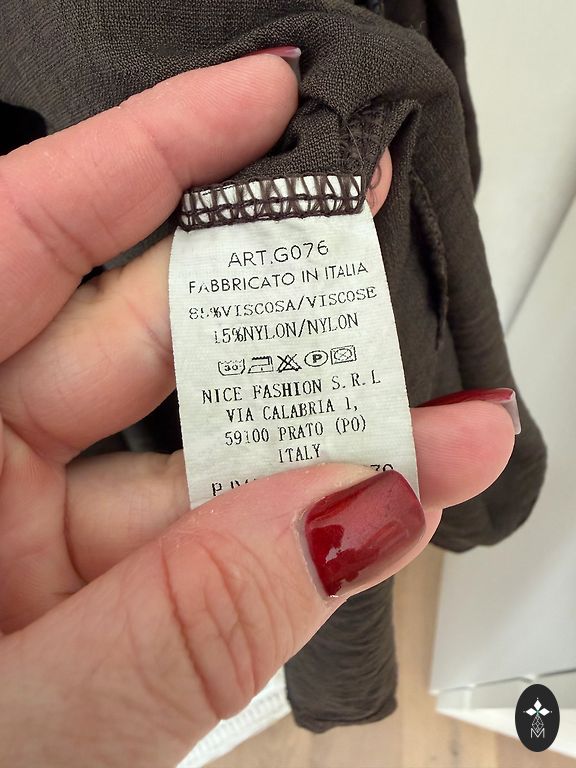 ART.G076
FABBRICATO IN ITALIA
85%VISCOSA/VISCOSE
15%NYLON/NYLON
30 P
NICE FASHION S.R.L
VIA CALABRIA 1,
59100 PRATO (PO)
ITALY